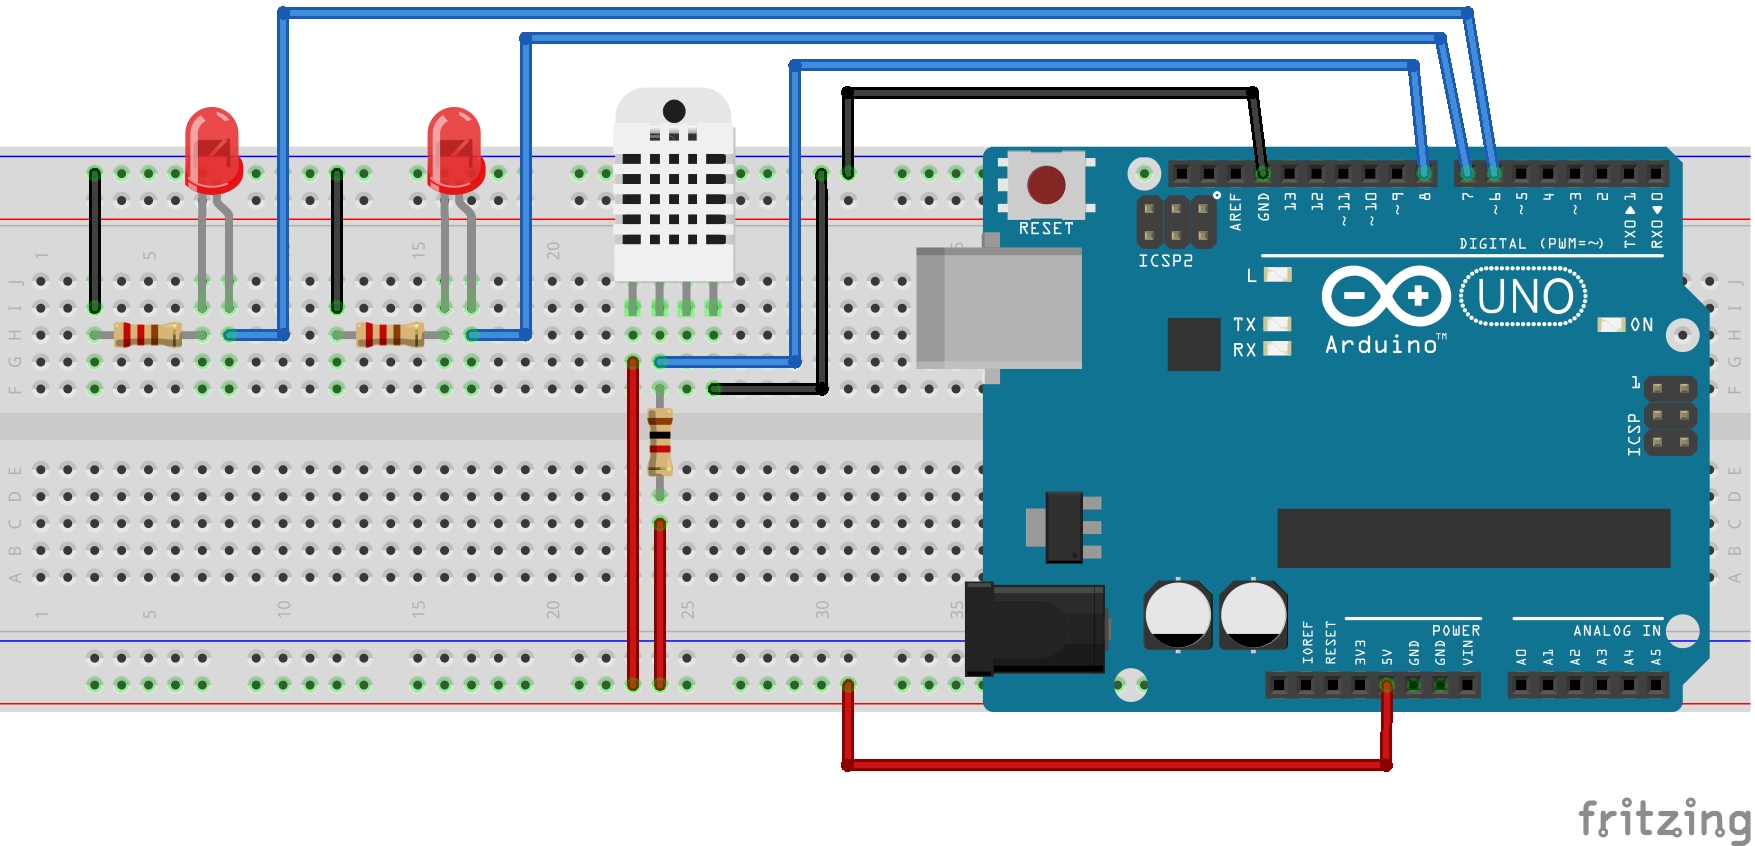 RESET
ICSP2
AREF
GND
13
12
~11
~10
~9
8
7
~6
~5
4
~3
2
TX0▶1
RX0◀0
DIGITAL (PWM=~)
L
TX
RX
UNO
Arduino™
ON
1
ICSP
1
5
15
20
J
I
H
G
F
E
D
C
B
A
1
5
10
15
20
25
30
35
J
I
H
G
F
E
D
C
B
A
POWER
IOREF
RESET
3V3
5V
GND
GND
VIN
ANALOG IN
A0
A1
A2
A3
A4
A5
fritzing